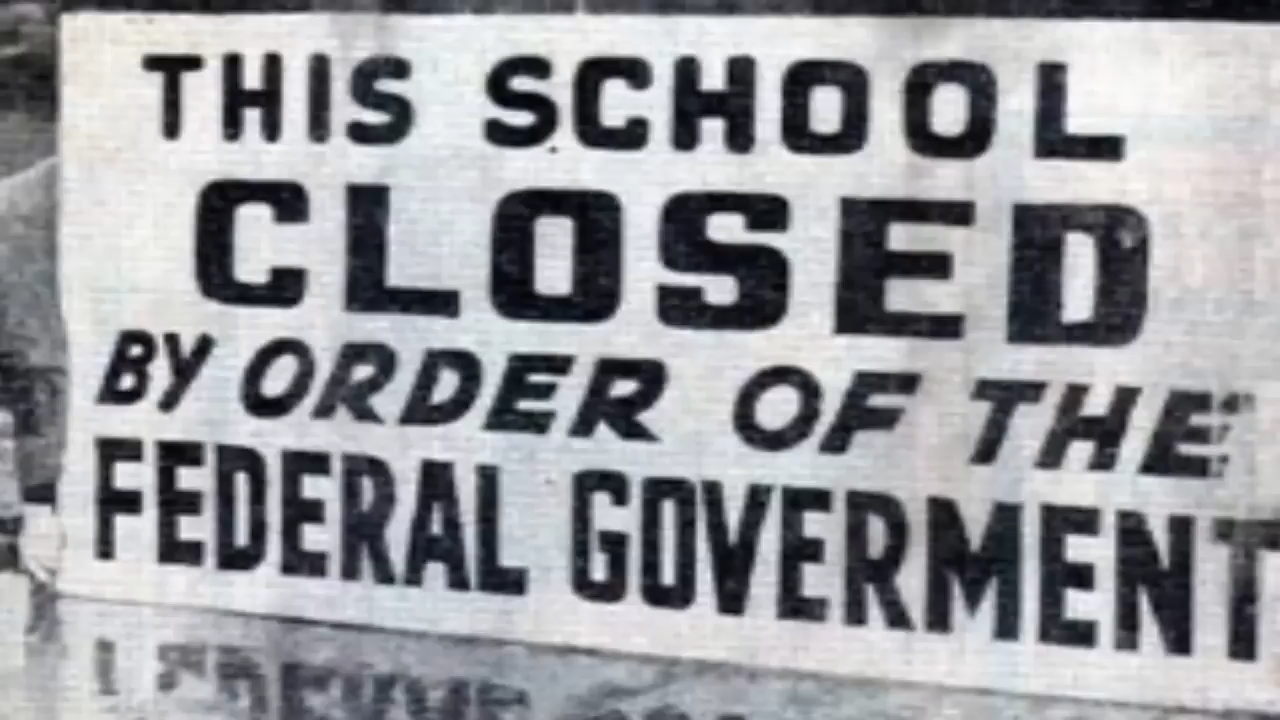 THIS SCHOOL
CLOSED
BY ORDER OF THE
FEDERAL GOVERMENT